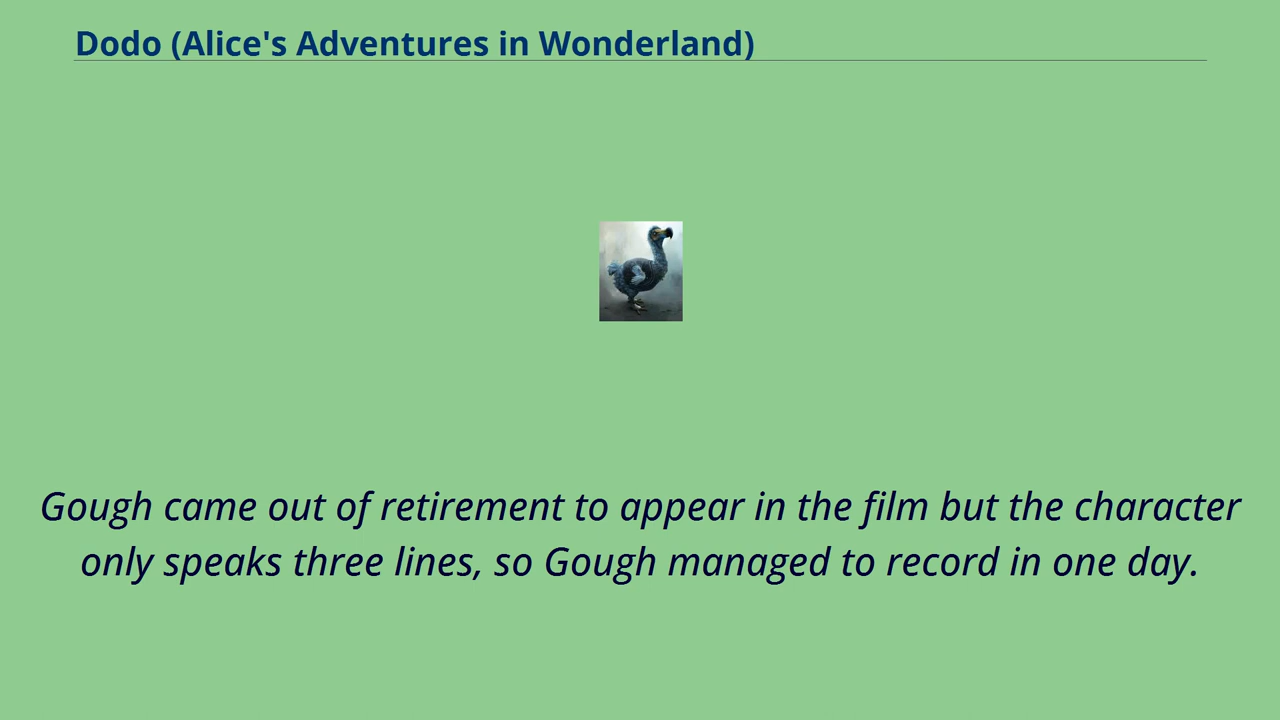 Dodo (Alice's Adventures in Wonderland)
Gough came out of retirement to appear in the film but the character
only speaks three lines, so Gough managed to record in one day.